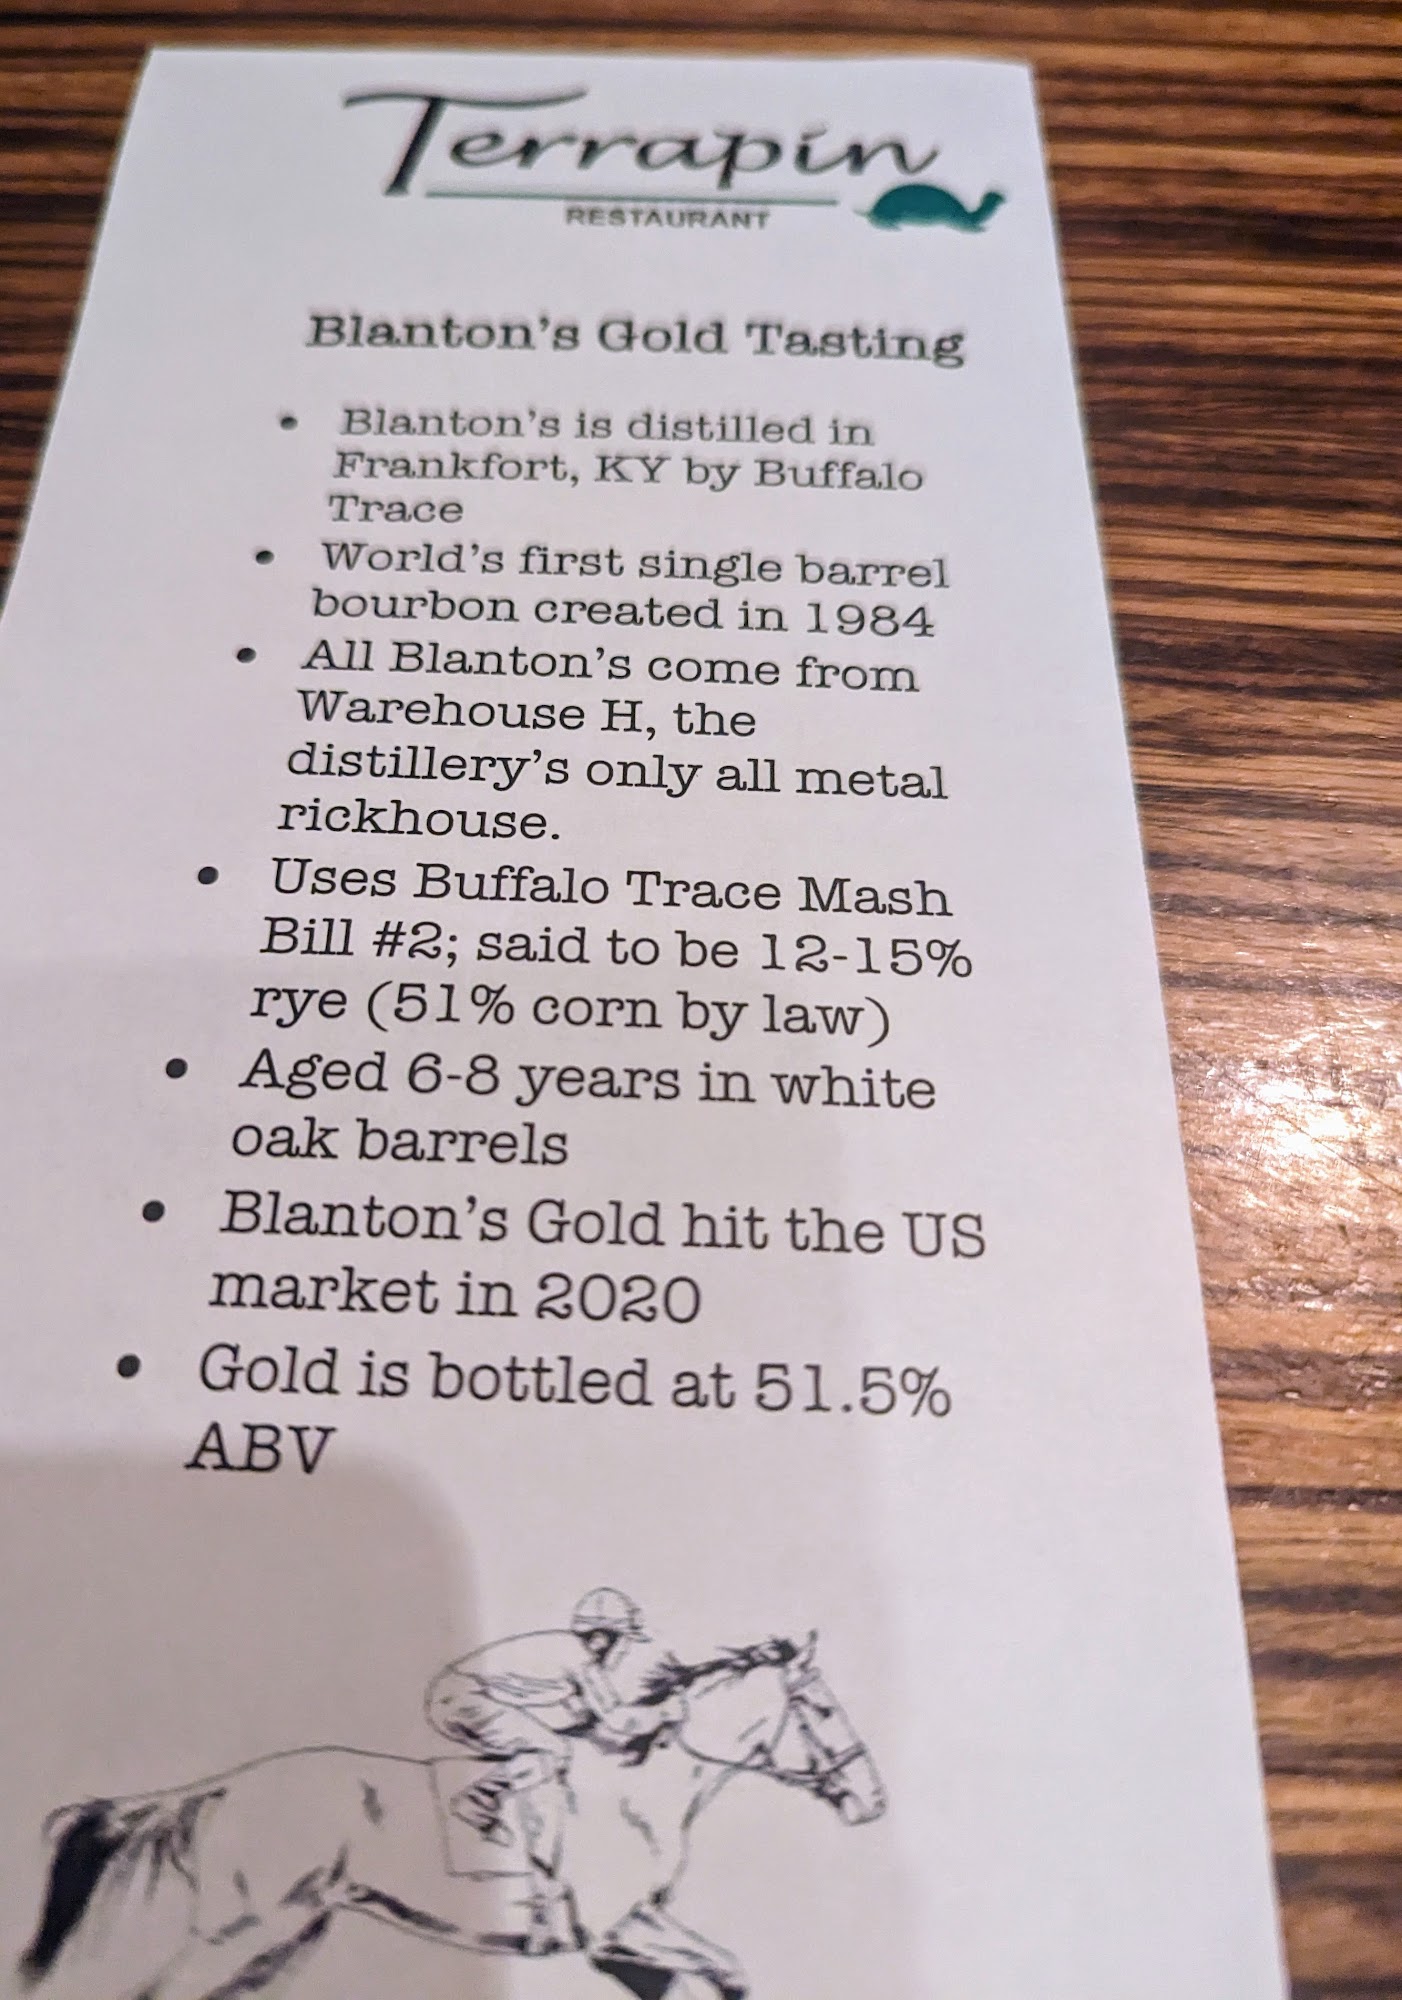 Terrapin
RESTAURANT
Blanton's Gold Tasting
• Blanton's is distilled in
Frankfort, KY by Buffalo
Trace
• World's first single barrel
bourbon created in 1984
• All Blanton's come from
Warehouse H, the
distillery's only all metal
rickhouse.
• Uses Buffalo Trace Mash
Bill #2; said to be 12-15%
rye (51% corn by law)
• Aged 6-8 years in white
oak barrels
• Blanton's Gold hit the US
market in 2020
• Gold is bottled at 51.5%
ABV